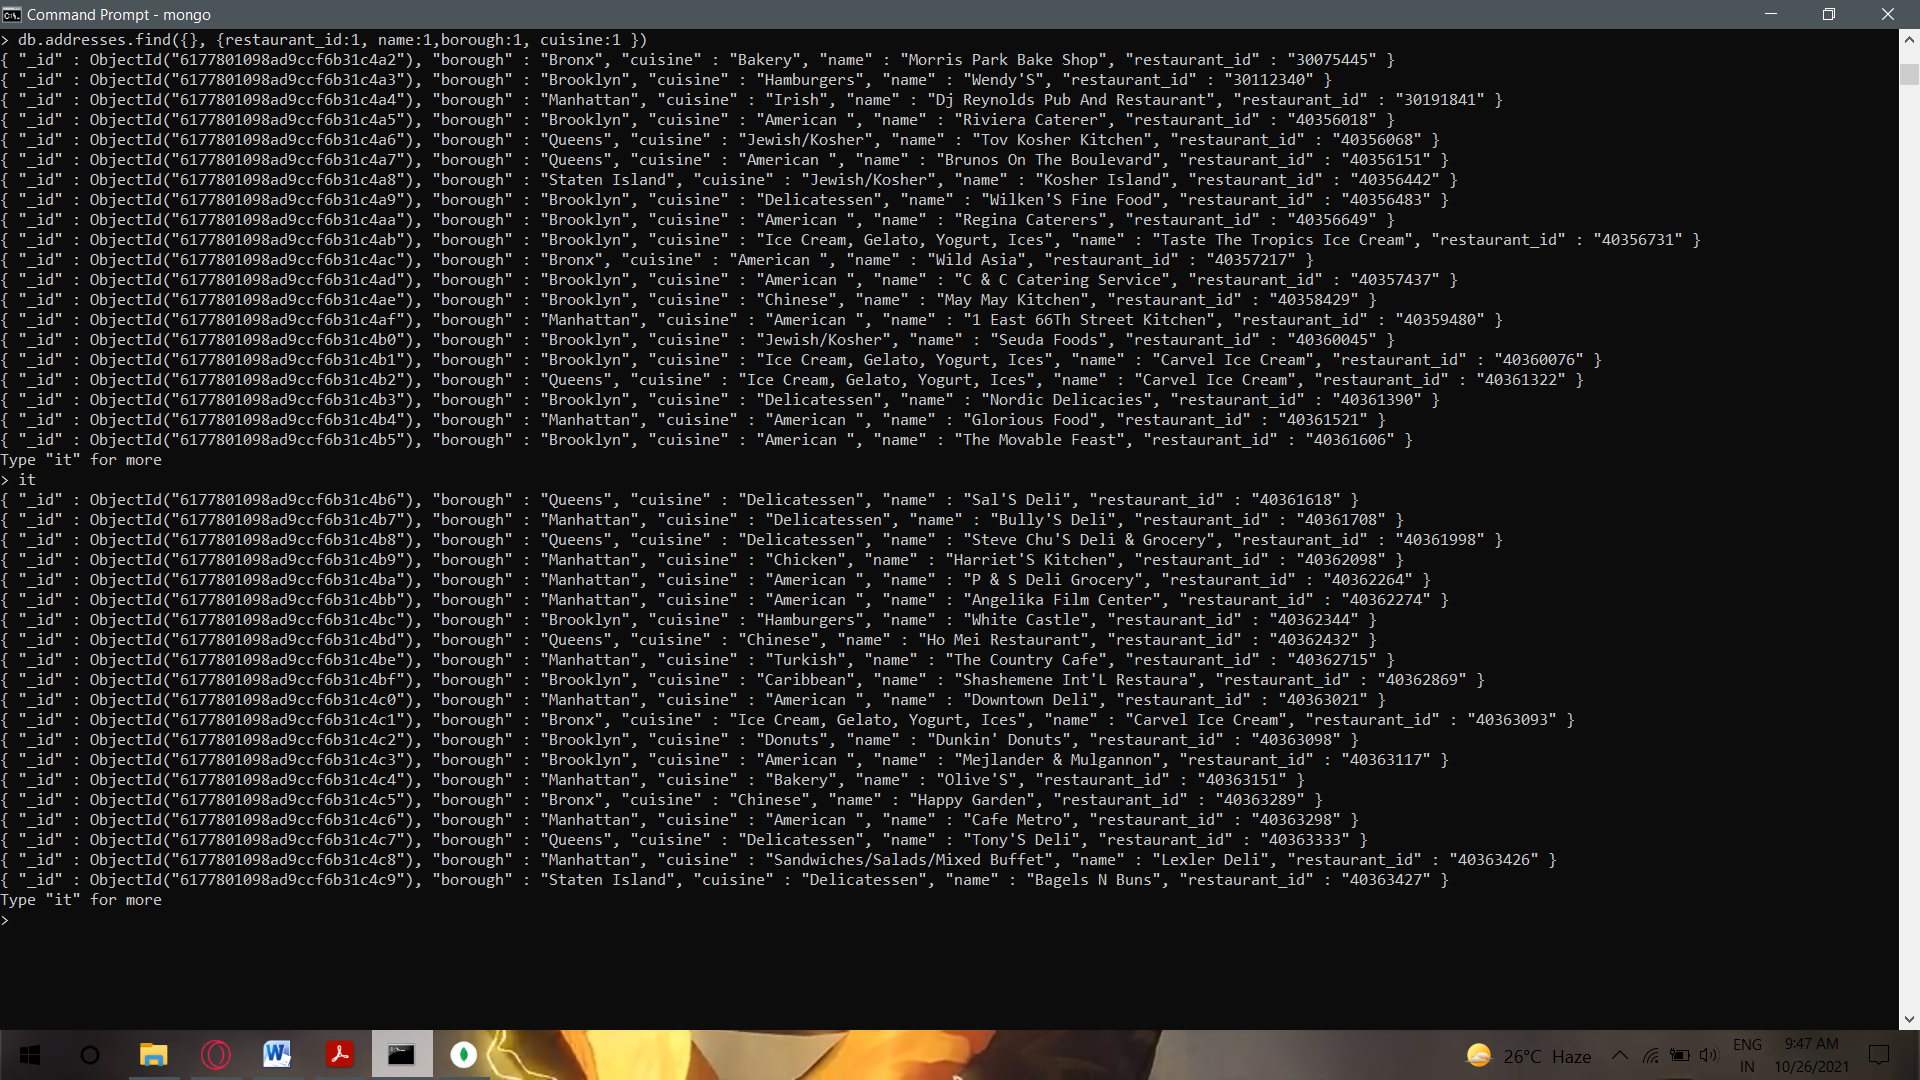 Command Prompt - mongo
> db.addresses.find({}, {restaurant_id:1, name:1,borough:1, cuisine:1 })
{ "_id" : ObjectId("6177801098ad9ccf6b31c4a2"), "borough" : "Bronx", "cuisine" : "Bakery", "name" : "Morris Park Bake Shop", "restaurant_id" : "30075445" }
{ "_id" : ObjectId("6177801098ad9ccf6b31c4a3"), "borough" : "Brooklyn", "cuisine" : "Hamburgers", "name" : "Wendy'S", "restaurant_id" : "30112340" }
{ "_id" : ObjectId("6177801098ad9ccf6b31c4a4"), "borough" : "Manhattan", "cuisine" : "Irish", "name" : "Dj Reynolds Pub And Restaurant", "restaurant_id" : "30191841" }
{ "_id" : ObjectId("6177801098ad9ccf6b31c4a5"), "borough" : "Brooklyn", "cuisine" : "American ", "name" : "Riviera Caterer", "restaurant_id" : "40356018" }
{ "_id" : ObjectId("6177801098ad9ccf6b31c4a6"), "borough" : "Queens", "cuisine" : "Jewish/Kosher", "name" : "Tov Kosher Kitchen", "restaurant_id" : "40356068" }
{ "_id" : ObjectId("6177801098ad9ccf6b31c4a7"), "borough" : "Queens", "cuisine" : "American ", "name" : "Brunos On The Boulevard", "restaurant_id" : "40356151" }
{ "_id" : ObjectId("6177801098ad9ccf6b31c4a8"), "borough" : "Staten Island", "cuisine" : "Jewish/Kosher", "name" : "Kosher Island", "restaurant_id" : "40356442" }
{ "_id" : ObjectId("6177801098ad9ccf6b31c4a9"), "borough" : "Brooklyn", "cuisine" : "Delicatessen", "name" : "Wilken'S Fine Food", "restaurant_id" : "40356483" }
{ "_id" : ObjectId("6177801098ad9ccf6b31c4aa"), "borough" : "Brooklyn", "cuisine" : "American ", "name" : "Regina Caterers", "restaurant_id" : "40356649" }
{ "_id" : ObjectId("6177801098ad9ccf6b31c4ab"), "borough" : "Brooklyn", "cuisine" : "Ice Cream, Gelato, Yogurt, Ices", "name" : "Taste The Tropics Ice Cream", "restaurant_id" : "40356731" }
{ "_id" : ObjectId("6177801098ad9ccf6b31c4ac"), "borough" : "Bronx", "cuisine" : "American ", "name" : "Wild Asia", "restaurant_id" : "40357217" }
{ "_id" : ObjectId("6177801098ad9ccf6b31c4ad"), "borough" : "Brooklyn", "cuisine" : "American ", "name" : "C & C Catering Service", "restaurant_id" : "40357437" }
{ "_id" : ObjectId("6177801098ad9ccf6b31c4ae"), "borough" : "Brooklyn", "cuisine" : "Chinese", "name" : "May May Kitchen", "restaurant_id" : "40358429" }
{ "_id" : ObjectId("6177801098ad9ccf6b31c4af"), "borough" : "Manhattan", "cuisine" : "American ", "name" : "1 East 66Th Street Kitchen", "restaurant_id" : "40359480" }
{ "_id" : ObjectId("6177801098ad9ccf6b31c4b0"), "borough" : "Brooklyn", "cuisine" : "Jewish/Kosher", "name" : "Seuda Foods", "restaurant_id" : "40360045" }
{ "_id" : ObjectId("6177801098ad9ccf6b31c4b1"), "borough" : "Brooklyn", "cuisine" : "Ice Cream, Gelato, Yogurt, Ices", "name" : "Carvel Ice Cream", "restaurant_id" : "40360076" }
{ "_id" : ObjectId("6177801098ad9ccf6b31c4b2"), "borough" : "Queens", "cuisine" : "Ice Cream, Gelato, Yogurt, Ices", "name" : "Carvel Ice Cream", "restaurant_id" : "40361322" }
{ "_id" : ObjectId("6177801098ad9ccf6b31c4b3"), "borough" : "Brooklyn", "cuisine" : "Delicatessen", "name" : "Nordic Delicacies", "restaurant_id" : "40361390" }
{ "_id" : ObjectId("6177801098ad9ccf6b31c4b4"), "borough" : "Manhattan", "cuisine" : "American ", "name" : "Glorious Food", "restaurant_id" : "40361521" }
{ "_id" : ObjectId("6177801098ad9ccf6b31c4b5"), "borough" : "Brooklyn", "cuisine" : "American ", "name" : "The Movable Feast", "restaurant_id" : "40361606" }
Type "it" for more
> it
{ "_id" : ObjectId("6177801098ad9ccf6b31c4b6"), "borough" : "Queens", "cuisine" : "Delicatessen", "name" : "Sal'S Deli", "restaurant_id" : "40361618" }
{ "_id" : ObjectId("6177801098ad9ccf6b31c4b7"), "borough" : "Manhattan", "cuisine" : "Delicatessen", "name" : "Bully'S Deli", "restaurant_id" : "40361708" }
{ "_id" : ObjectId("6177801098ad9ccf6b31c4b8"), "borough" : "Queens", "cuisine" : "Delicatessen", "name" : "Steve Chu'S Deli & Grocery", "restaurant_id" : "40361998" }
{ "_id" : ObjectId("6177801098ad9ccf6b31c4b9"), "borough" : "Manhattan", "cuisine" : "Chicken", "name" : "Harriet'S Kitchen", "restaurant_id" : "40362098" }
{ "_id" : ObjectId("6177801098ad9ccf6b31c4ba"), "borough" : "Manhattan", "cuisine" : "American ", "name" : "P & S Deli Grocery", "restaurant_id" : "40362264" }
{ "_id" : ObjectId("6177801098ad9ccf6b31c4bb"), "borough" : "Manhattan", "cuisine" : "American ", "name" : "Angelika Film Center", "restaurant_id" : "40362274" }
{ "_id" : ObjectId("6177801098ad9ccf6b31c4bc"), "borough" : "Brooklyn", "cuisine" : "Hamburgers", "name" : "White Castle", "restaurant_id" : "40362344" }
{ "_id" : ObjectId("6177801098ad9ccf6b31c4bd"), "borough" : "Queens", "cuisine" : "Chinese", "name" : "Ho Mei Restaurant", "restaurant_id" : "40362432" }
{ "_id" : ObjectId("6177801098ad9ccf6b31c4be"), "borough" : "Manhattan", "cuisine" : "Turkish", "name" : "The Country Cafe", "restaurant_id" : "40362715" }
{ "_id" : ObjectId("6177801098ad9ccf6b31c4bf"), "borough" : "Brooklyn", "cuisine" : "Caribbean", "name" : "Shashemene Int'L Restaura", "restaurant_id" : "40362869" }
{ "_id" : ObjectId("6177801098ad9ccf6b31c4c0"), "borough" : "Manhattan", "cuisine" : "American ", "name" : "Downtown Deli", "restaurant_id" : "40363021" }
{ "_id" : ObjectId("6177801098ad9ccf6b31c4c1"), "borough" : "Bronx", "cuisine" : "Ice Cream, Gelato, Yogurt, Ices", "name" : "Carvel Ice Cream", "restaurant_id" : "40363093" }
{ "_id" : ObjectId("6177801098ad9ccf6b31c4c2"), "borough" : "Brooklyn", "cuisine" : "Donuts", "name" : "Dunkin' Donuts", "restaurant_id" : "40363098" }
{ "_id" : ObjectId("6177801098ad9ccf6b31c4c3"), "borough" : "Brooklyn", "cuisine" : "American ", "name" : "Mejlander & Mulgannon", "restaurant_id" : "40363117" }
{ "_id" : ObjectId("6177801098ad9ccf6b31c4c4"), "borough" : "Manhattan", "cuisine" : "Bakery", "name" : "Olive'S", "restaurant_id" : "40363151" }
{ "_id" : ObjectId("6177801098ad9ccf6b31c4c5"), "borough" : "Bronx", "cuisine" : "Chinese", "name" : "Happy Garden", "restaurant_id" : "40363289" }
{ "_id" : ObjectId("6177801098ad9ccf6b31c4c6"), "borough" : "Manhattan", "cuisine" : "American ", "name" : "Cafe Metro", "restaurant_id" : "40363298" }
{ "_id" : ObjectId("6177801098ad9ccf6b31c4c7"), "borough" : "Queens", "cuisine" : "Delicatessen", "name" : "Tony'S Deli", "restaurant_id" : "40363333" }
{ "_id" : ObjectId("6177801098ad9ccf6b31c4c8"), "borough" : "Manhattan", "cuisine" : "Sandwiches/Salads/Mixed Buffet", "name" : "Lexler Deli", "restaurant_id" : "40363426" }
{ "_id" : ObjectId("6177801098ad9ccf6b31c4c9"), "borough" : "Staten Island", "cuisine" : "Delicatessen", "name" : "Bagels N Buns", "restaurant_id" : "40363427" }
Type "it" for more
>
26°C Haze
ENG
IN
9:47 AM
10/26/2021